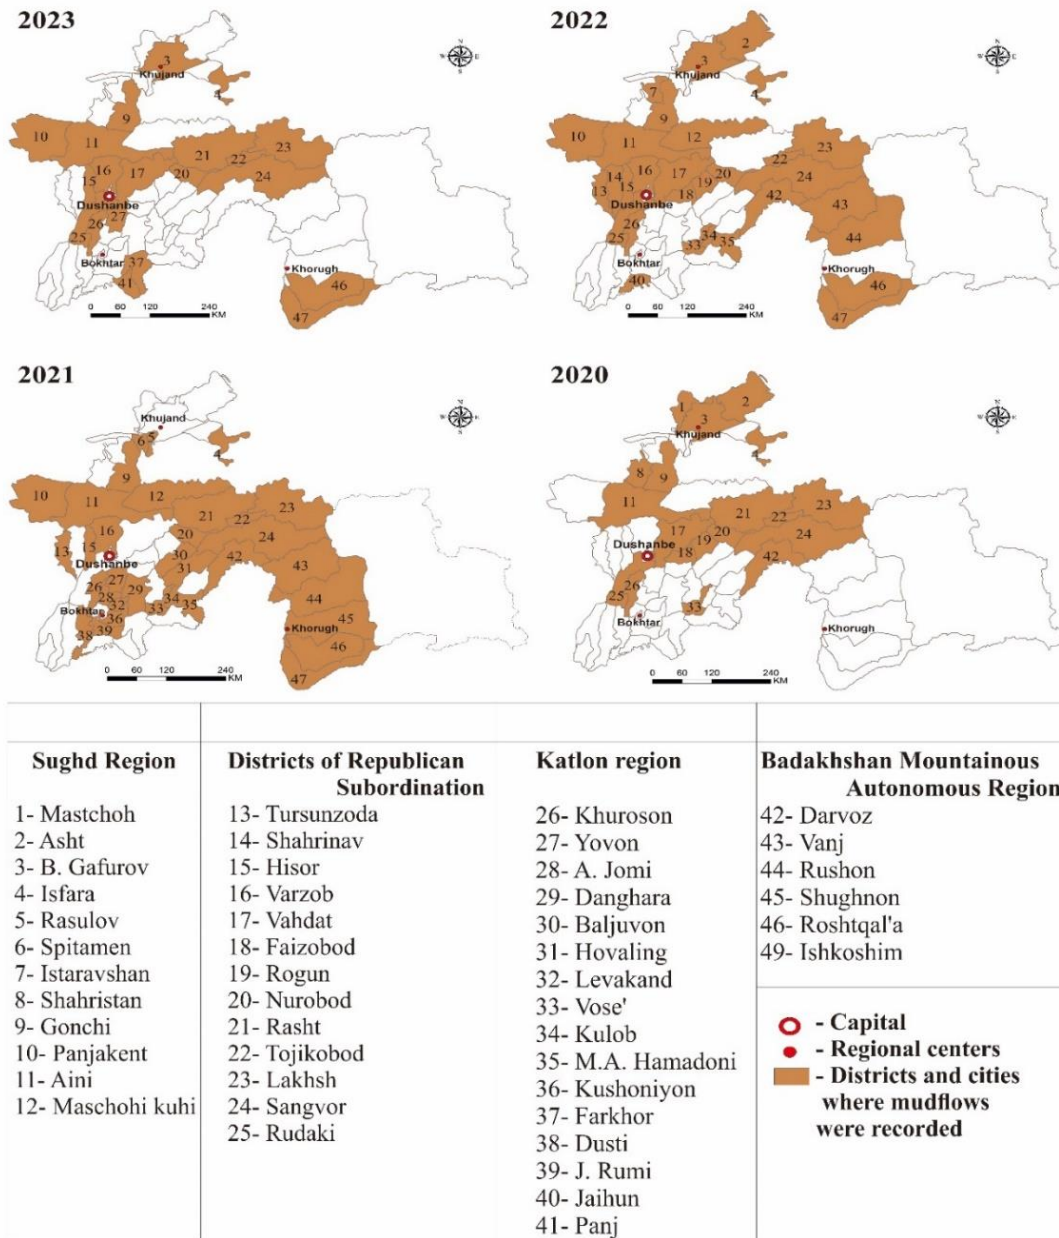 2023
3
Khujand
4
9
10
11
21
23
22
16
17
20
24
15
Dushanbe
27
26
25
Bokhtar
37
41
Khorugh
46
47
0 60 120 240
KM
N
W E
S
2022
2
3
Khujand
4
7
9
10
11
12
22
23
14
16
17
20
24
13
15
19
18
42
43
Dushanbe
26
25
34
33
35
44
Bokhtar
40
Khorugh
46
47
0 60 120 240
KM
N
W E
S
2021
Khujand
6
5
4
9
10
11
12
21
23
22
16
20
24
13
15
Dushanbe
30
31
42
43
27
26
29
28
32
34
33
35
44
Bokhtar
36
45
38
39
Khorugh
46
47
0 60 120 240
KM
N
W E
S
2020
1
2
3
Khujand
4
8
9
11
21
23
22
17
20
24
19
18
Dushanbe
42
26
25
33
Bokhtar
Khorugh
0 60 120 240
KM
N
W E
S
Sughd Region
1- Mastchoh
2- Asht
3- B. Gafurov
4- Isfara
5- Rasulov
6- Spitamen
7- Istaravshan
8- Shahristan
9- Gonchi
10- Panjakent
11- Aini
12- Maschohi kuhi
Districts of Republican
Subordination
13- Tursunzoda
14- Shahrinav
15- Hisor
16- Varzob
17- Vahdat
18- Faizobod
19- Rogun
20- Nurobod
21- Rasht
22- Tojikobod
23- Lakhsh
24- Sangvor
25- Rudaki
Katlon region
26- Khuroson
27- Yovon
28- A. Jomi
29- Danghara
30- Baljuvon
31- Hovaling
32- Levakand
33- Vose'
34- Kulob
35- M.A. Hamadoni
36- Kushoniyon
37- Farkhor
38- Dusti
39- J. Rumi
40- Jaihun
41- Panj
Badakhshan Mountainous
Autonomous Region
42- Darvoz
43- Vanj
44- Rushon
45- Shughnon
46- Roshtqal'a
49- Ishkoshim
- Capital
- Regional centers
- Districts and cities
where mudflows
were recorded